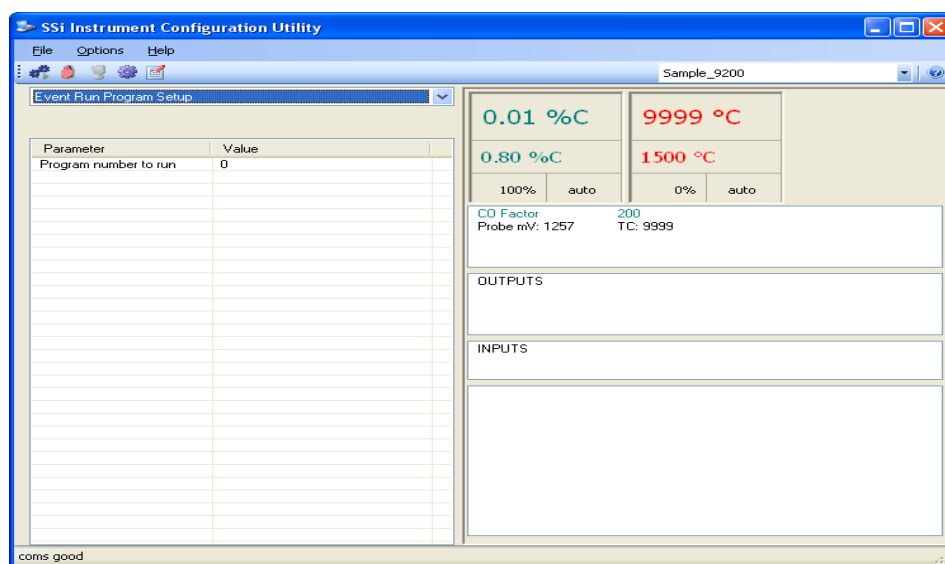 SSi Instrument Configuration Utility
File Options Help
Sample_9200
Event Run Program Setup
Parameter Value
Program number to run 0
0.01 %C 9999 °C
0.80 %C 1500 °C
100% auto 0% auto
CO Factor 200
Probe mV: 1257 TC: 9999
OUTPUTS
INPUTS
coms good